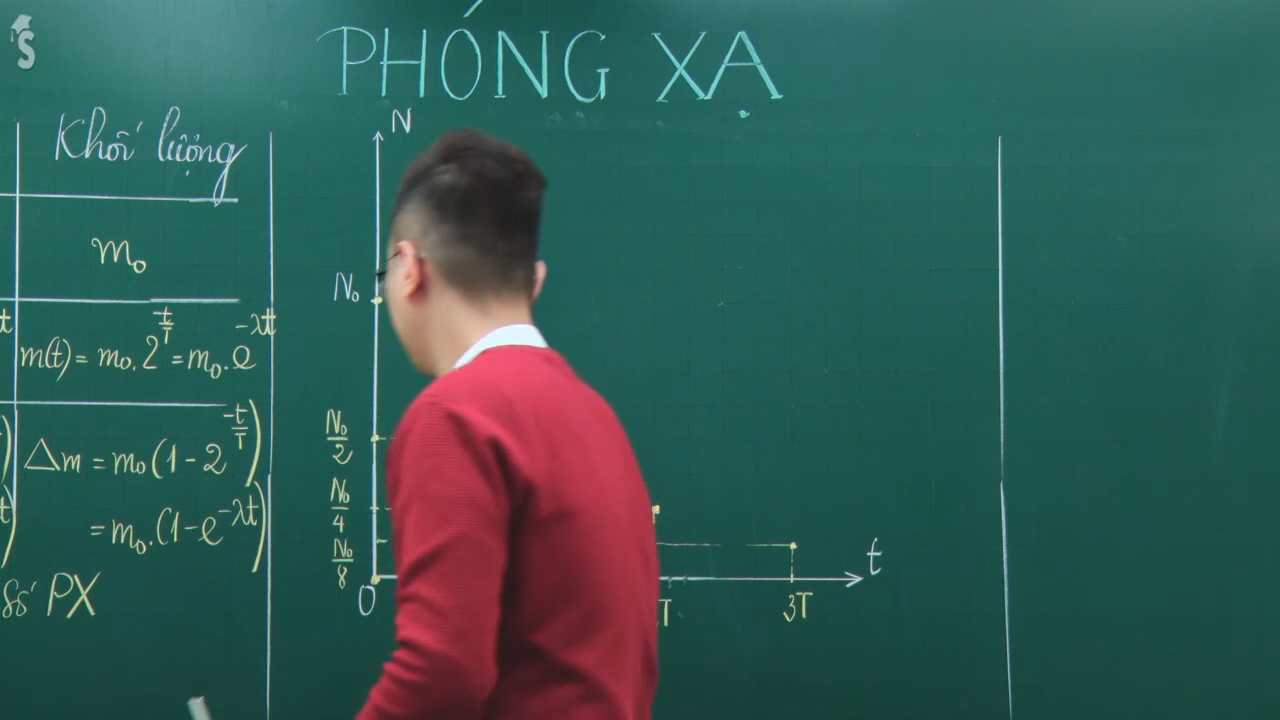 PHÓNG XẠ
Khối lượng
m₀
t
m(t) = m₀.2^(t/T) = m₀.e^(-λt)
) Δm = m₀(1-2^(-t/T))
t) = m₀.(1-e^(-λt))
số PX
N
N₀
N₀/2
N₀/4
N₀/8
0
T
3T
t